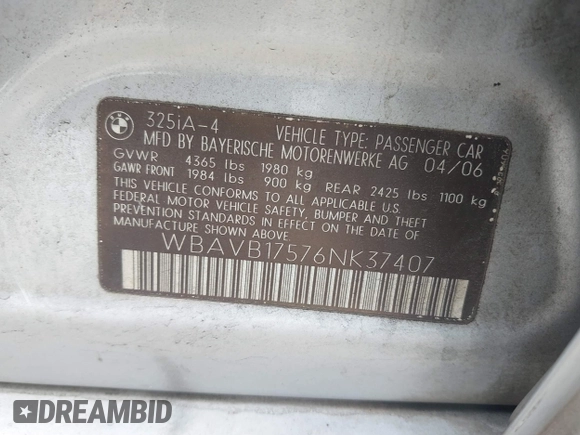 BMW
325iA-4 VEHICLE TYPE: PASSENGER CAR
MFD BY BAYERISCHE MOTORENWERKE AG 04/06
GVWR 4365 lbs 1980 kg
GAWR FRONT 1984 lbs 900 kg REAR 2425 lbs 1100 kg
THIS VEHICLE CONFORMS TO ALL APPLICABLE U.S.
FEDERAL MOTOR VEHICLE SAFETY, BUMPER AND THEFT
PREVENTION STANDARDS IN EFFECT ON THE DATE OF
MANUFACTURE SHOWN ABOVE.
WBAVB17576NK37407
DREAMBID